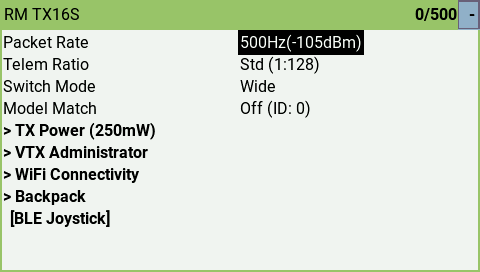 RM TX16S 0/500 -
Packet Rate 500Hz(-105dBm)
Telem Ratio Std (1:128)
Switch Mode Wide
Model Match Off (ID: 0)
> TX Power (250mW)
> VTX Administrator
> WiFi Connectivity
> Backpack
[BLE Joystick]